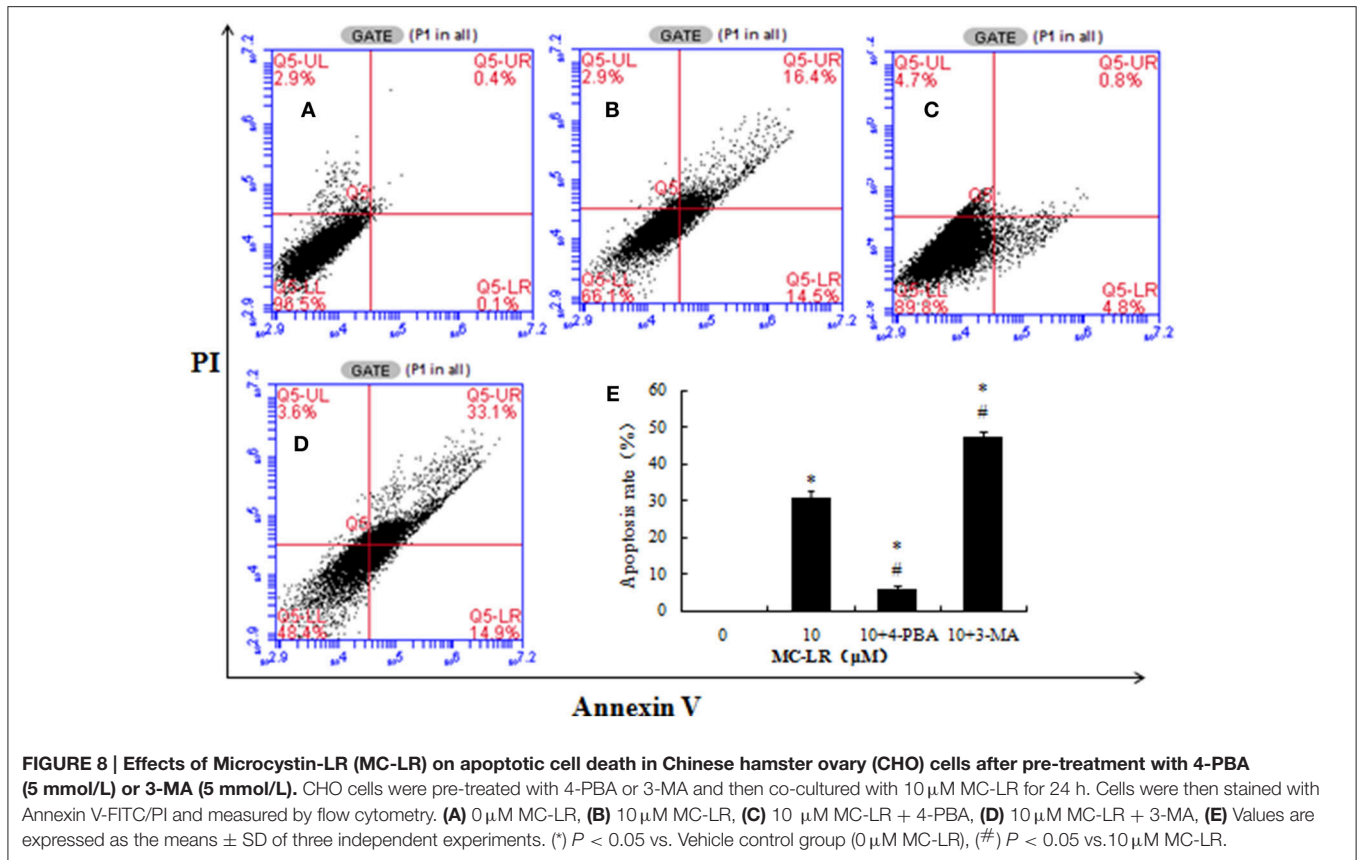 GATE (P1 in all)
Q5-UL
2.9%
Q5-UR
0.4%
A
Q5
Q5-LL
96.5%
Q5-LR
0.1%
GATE (P1 in all)
Q5-UL
2.9%
Q5-UR
16.4%
B
Q5
Q5-LL
66.1%
Q5-LR
14.5%
GATE (P1 in all)
Q5-UL
4.7%
Q5-UR
0.8%
C
Q5
Q5-LL
89.8%
Q5-LR
4.8%
PI
GATE (P1 in all)
Q5-UL
3.6%
Q5-UR
33.1%
D
Q5
Q5-LL
48.4%
Q5-LR
14.9%
E
Apoptosis rate (%)
60
50
40
30
20
10
0
*
*
#
*
#
0 10 10+4-PBA 10+3-MA
MC-LR (μM)
Annexin V
FIGURE 8 | Effects of Microcystin-LR (MC-LR) on apoptotic cell death in Chinese hamster ovary (CHO) cells after pre-treatment with 4-PBA
(5 mmol/L) or 3-MA (5 mmol/L). CHO cells were pre-treated with 4-PBA or 3-MA and then co-cultured with 10 μM MC-LR for 24 h. Cells were then stained with
Annexin V-FITC/PI and measured by flow cytometry. (A) 0 μM MC-LR, (B) 10 μM MC-LR, (C) 10 μM MC-LR + 4-PBA, (D) 10 μM MC-LR + 3-MA, (E) Values are
expressed as the means ± SD of three independent experiments. (*) P < 0.05 vs. Vehicle control group (0 μM MC-LR), (#) P < 0.05 vs.10 μM MC-LR.